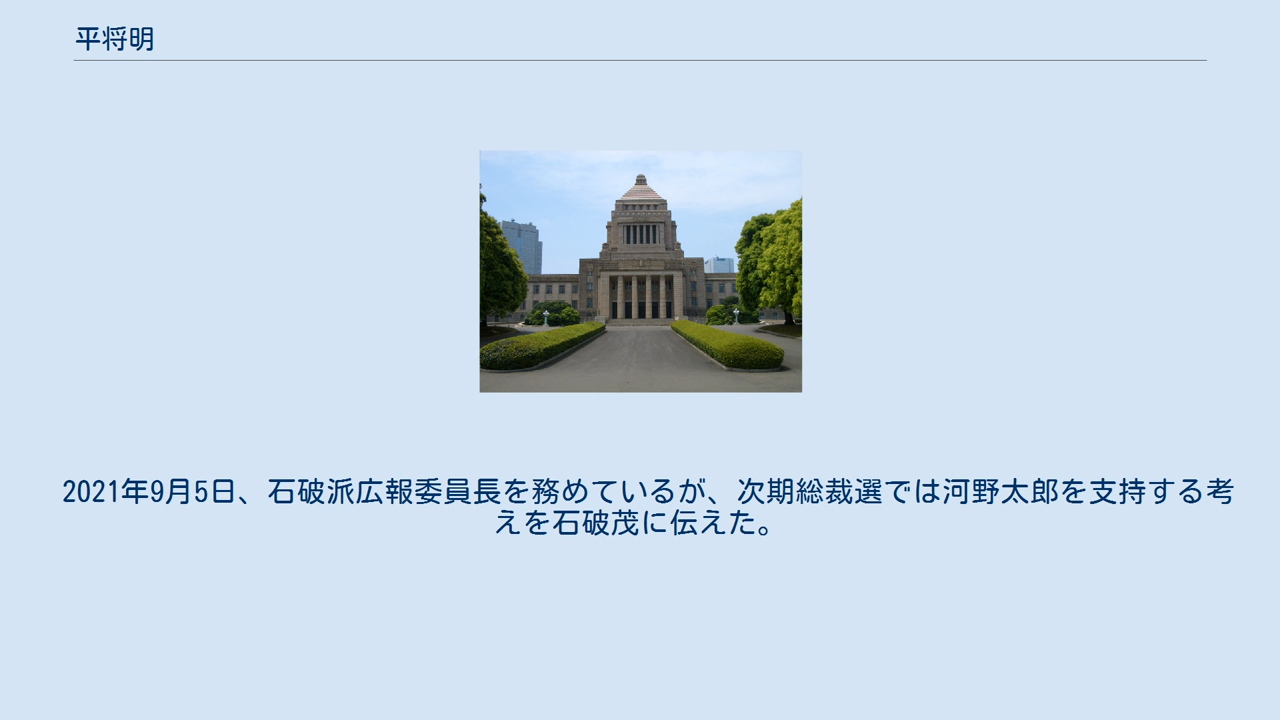 平将明
2021年9月5日、石破派広報委員長を務めているが、次期総裁選では河野太郎を支持する考
えを石破茂に伝えた。